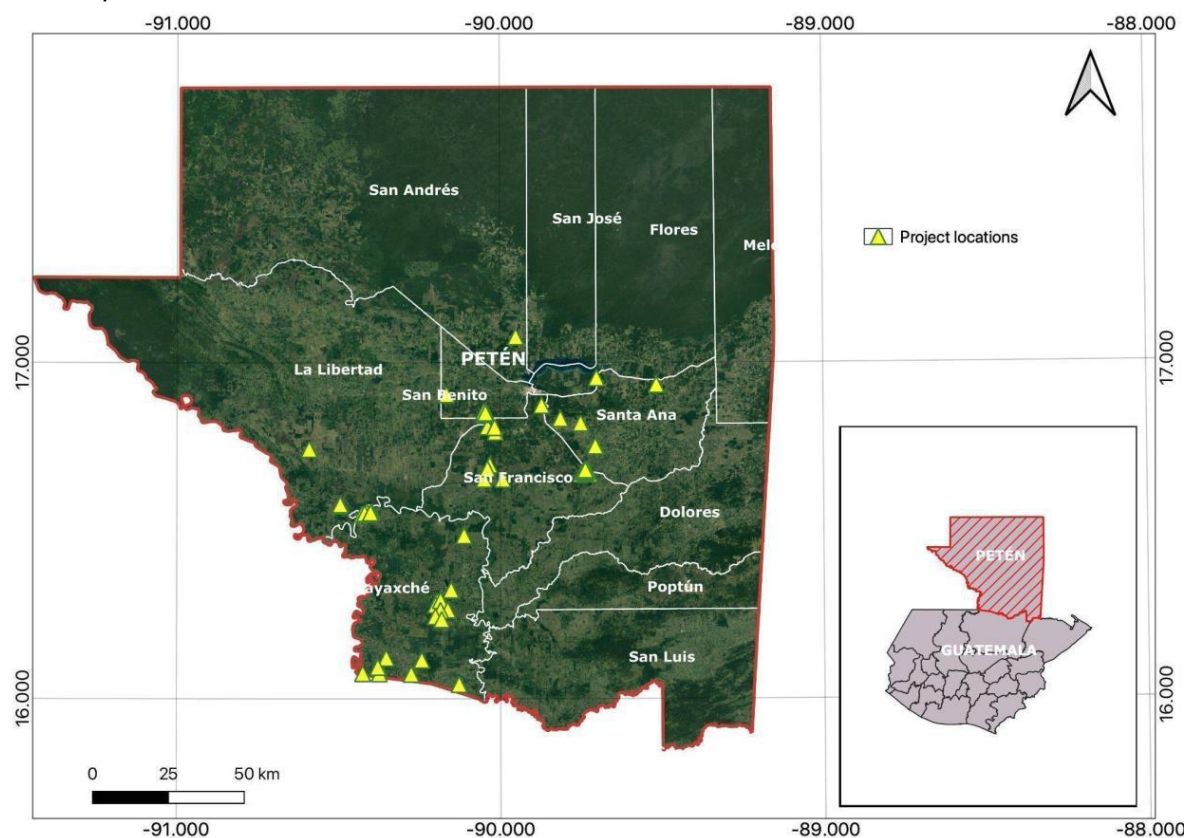 -91.000
-90.000
-89.000
-88.000
San Andrés
San José
Flores
Melc
Project locations
17.000
17.000
PETÉN
La Libertad
San Benito
Santa Ana
San Francisco
Dolores
Poptún
ayaxché
San Luis
PETÉN
GUATEMALA
16.000
16.000
0 25 50 km
-91.000
-90.000
-89.000
-88.000